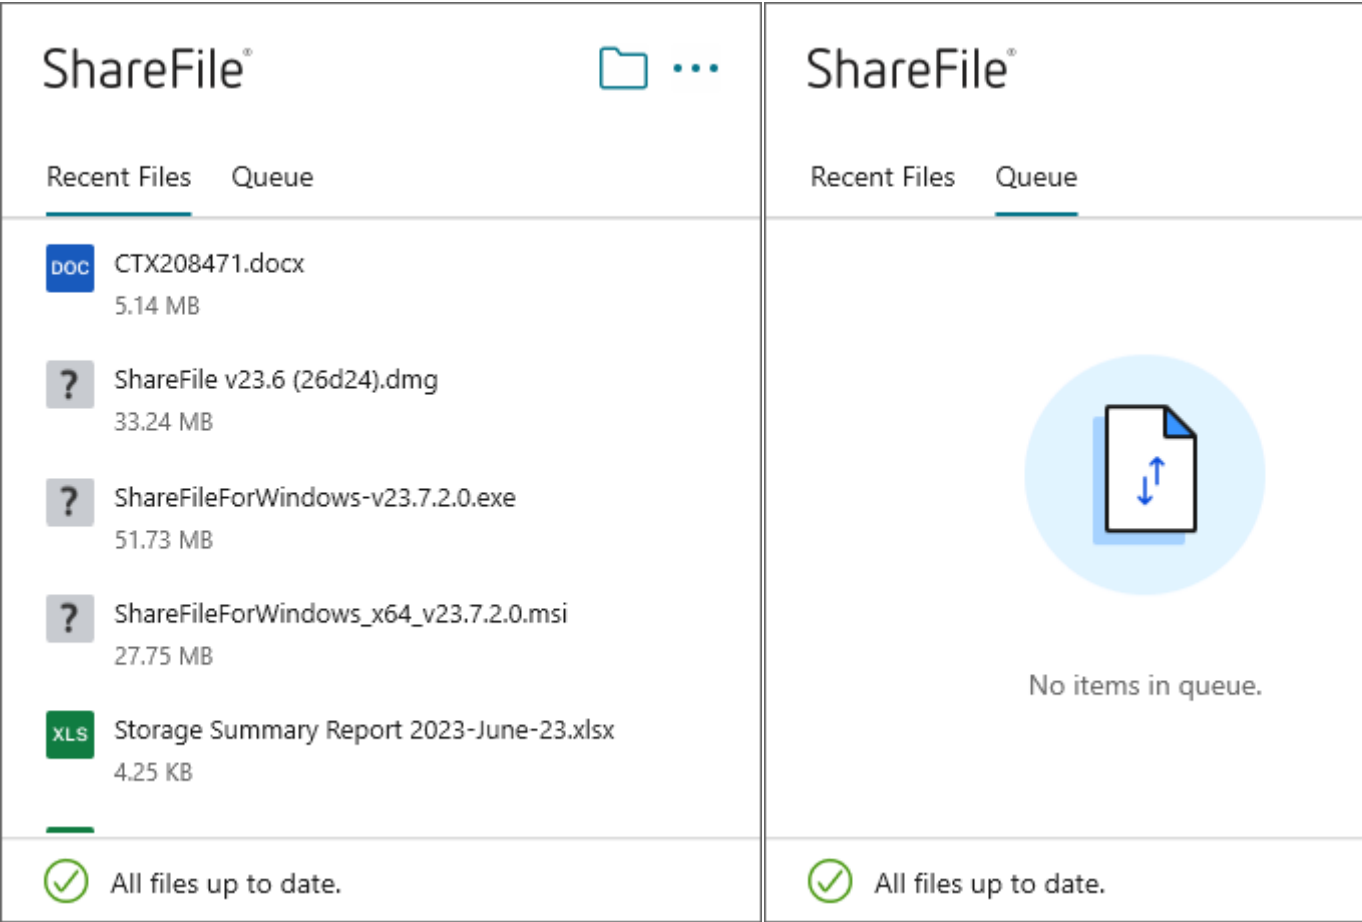 ShareFile®
Recent Files Queue
DOC CTX208471.docx
5.14 MB
? ShareFile v23.6 (26d24).dmg
33.24 MB
? ShareFileForWindows-v23.7.2.0.exe
51.73 MB
? ShareFileForWindows_x64_v23.7.2.0.msi
27.75 MB
XLS Storage Summary Report 2023-June-23.xlsx
4.25 KB
All files up to date.
ShareFile®
Recent Files Queue
No items in queue.
All files up to date.